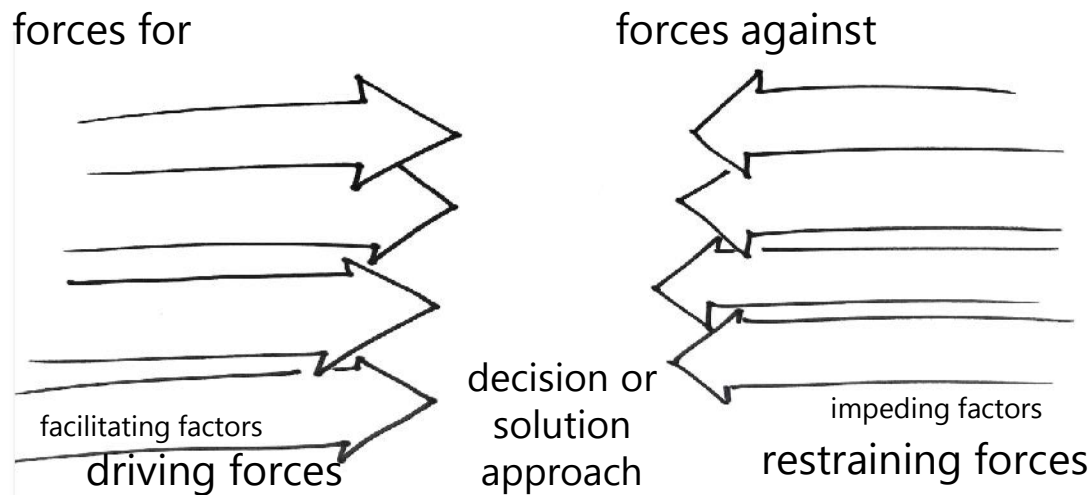 forces for
forces against
facilitating factors
driving forces
decision or
solution
approach
impeding factors
restraining forces